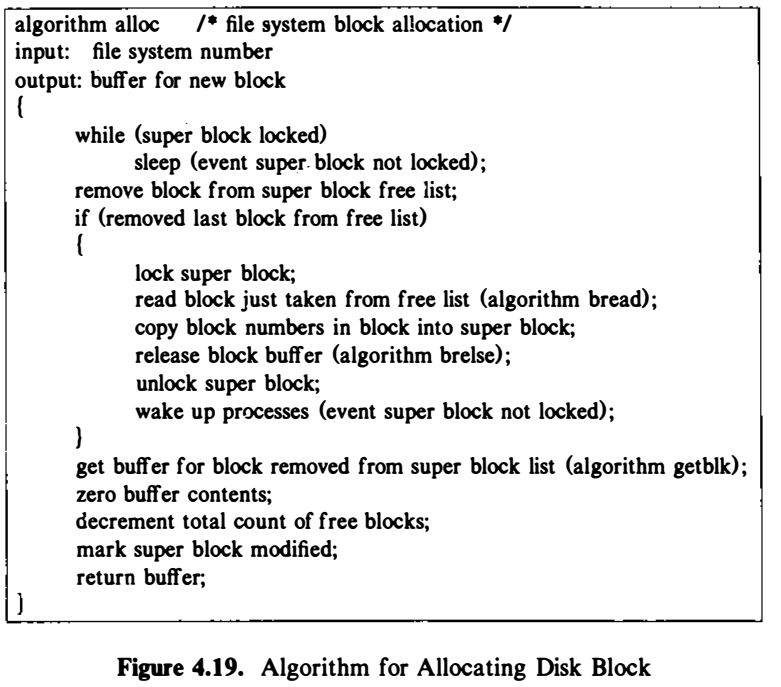 algorithm alloc /* file system block allocation */
input: file system number
output: buffer for new block
{
while (super block locked)
sleep (event super block not locked);
remove block from super block free list;
if (removed last block from free list)
{
lock super block;
read block just taken from free list (algorithm bread);
copy block numbers in block into super block;
release block buffer (algorithm brelse);
unlock super block;
wake up processes (event super block not locked);
}
get buffer for block removed from super block list (algorithm getblk);
zero buffer contents;
decrement total count of free blocks;
mark super block modified;
return buffer;
}
Figure 4.19. Algorithm for Allocating Disk Block